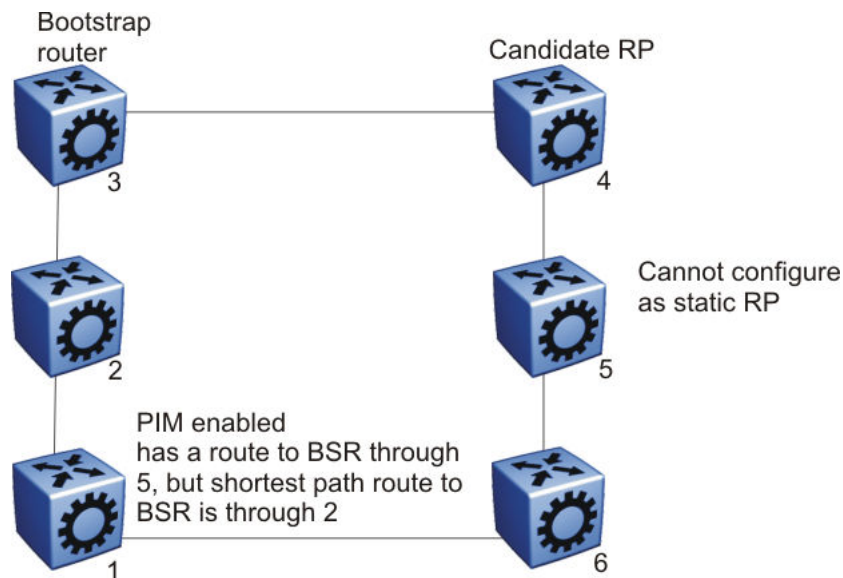 Bootstrap
router
Candidate RP
3
4
Cannot configure
as static RP
2
5
PIM enabled
has a route to BSR through
5, but shortest path route to
BSR is through 2
1
6